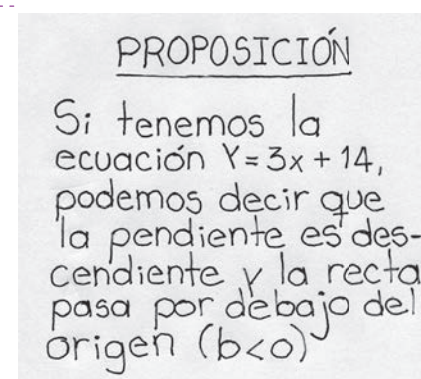 PROPOSICIÓN
Si tenemos la
ecuación Y = 3x + 14,
podemos decir que
la pendiente es des-
cendiente y la recta
pasa por debajo del
origen (b<o)